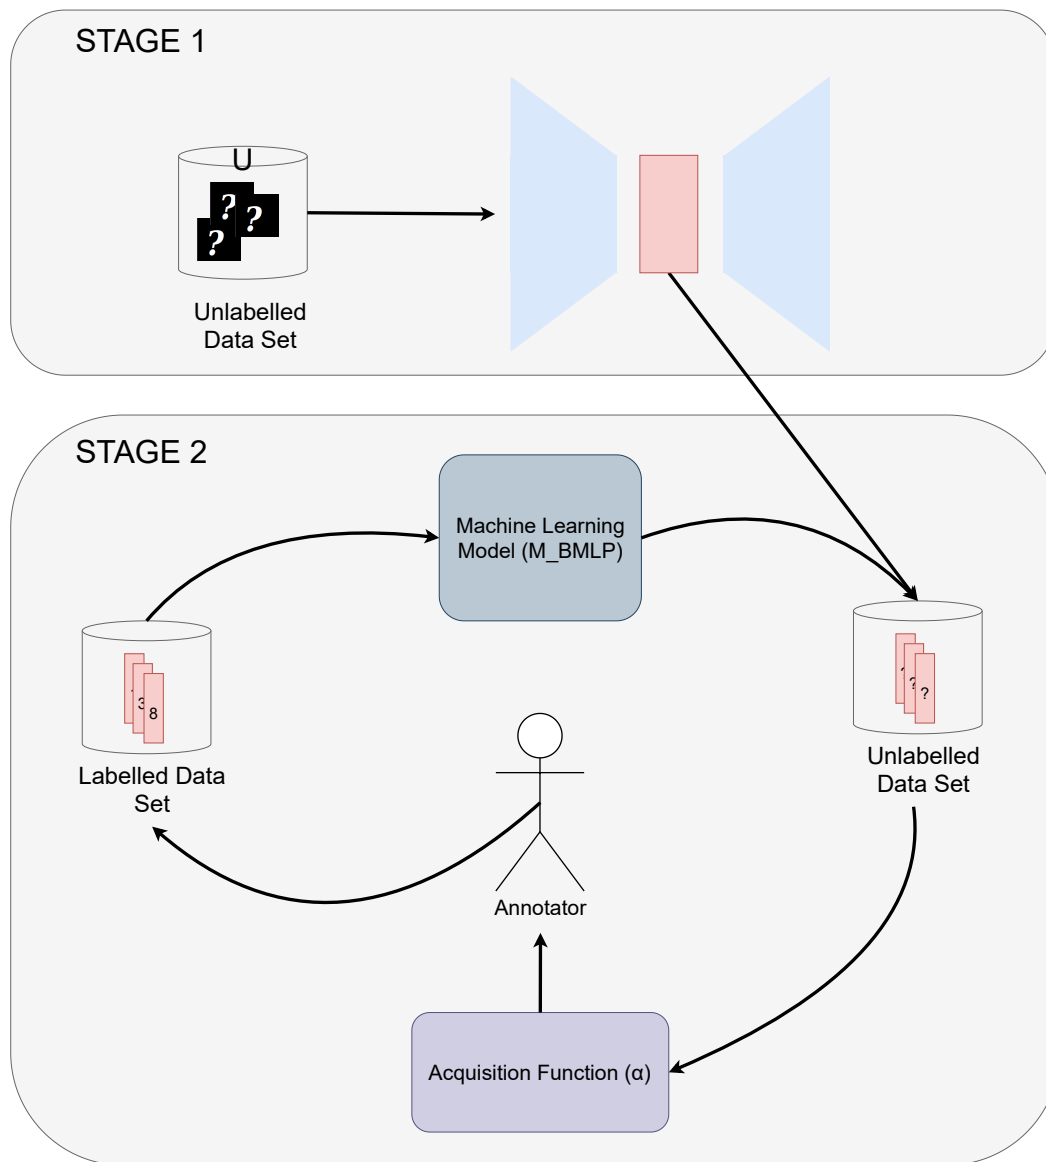 STAGE 1
U
?
?
?
Unlabelled
Data Set
STAGE 2
Machine Learning
Model (M_BMLP)
3
8
Labelled Data
Set
?
?
Unlabelled
Data Set
Annotator
Acquisition Function (α)